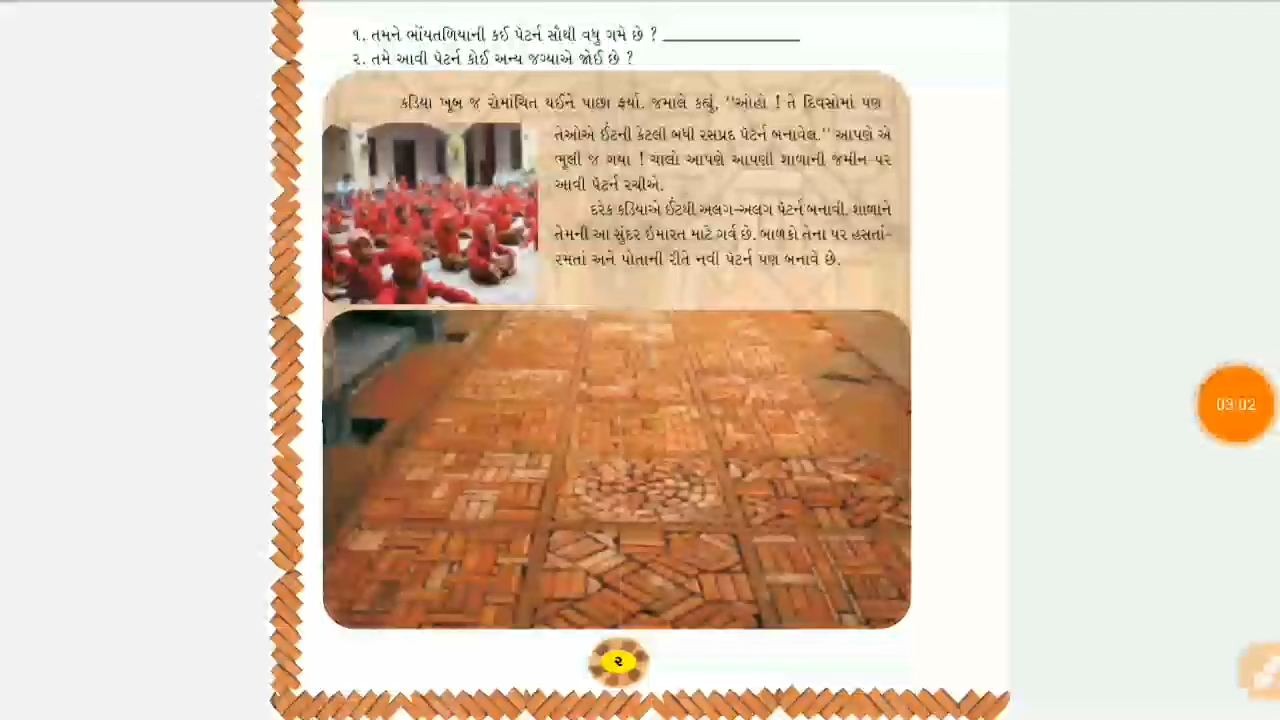 ૧. તમને ભોંયતળિયાની કઈ પેટર્ન સૌથી વધુ ગમે છે ?
૨. તમે આવી પેટર્ન કોઈ અન્ય જગ્યાએ જોઈ છે ?
કડિયા ખૂબ જ રોમાંચિત થઈને પાછા ફર્યા. જમાલે કહ્યું, "ઓહો ! તે દિવસોમાં પણ
તેઓએ ઈંટની કેટલી બધી રસપ્રદ પેટર્ન બનાવેલ." આપણે એ
ભૂલી જ ગયા ! ચાલો આપણે આપણી શાળાની જમીન પર
આવી પેટર્ન રચીએ.
દરેક કડિયાએ ઈંટથી અલગ-અલગ પેટર્ન બનાવી. શાળાને
તેમની આ સુંદર ઇમારત માટે ગર્વ છે. બાળકો તેના પર હસતાં-
રમતાં અને પોતાની રીતે નવી પેટર્ન પણ બનાવે છે.
03:02
૨